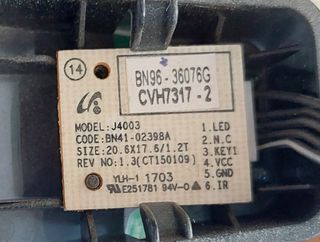 14
BN96 - 36076G
CVH7317 - 2
MODEL: J4003
CODE: BN41-02398A
SIZE: 20.6X17.6/1.2T
REV NO: 1.3(CT150109)
YLH-1 1703
E251781 94V-0
1.LED
2.N.C
3.KEY1
4.VCC
5.GND
6.IR